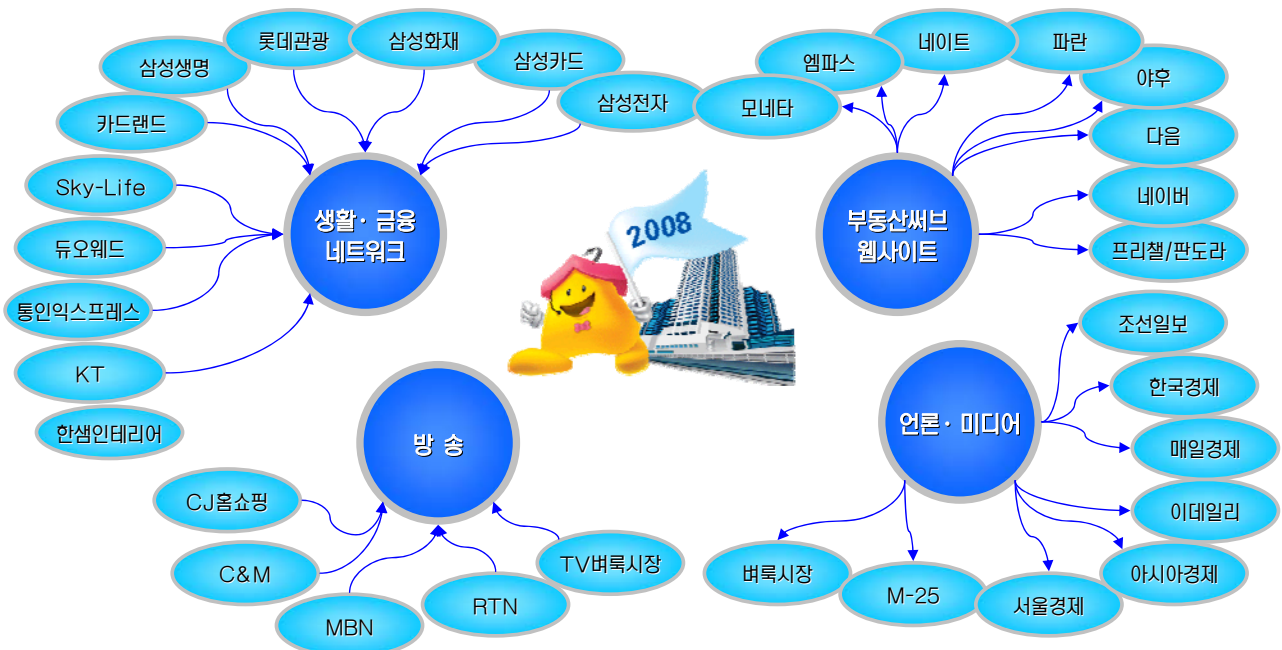 롯데관광
삼성화재
삼성생명
삼성카드
삼성전자
카드랜드
Sky-Life
듀오웨드
통인익스프레스
KT
한샘인테리어
생활· 금융
네트워크
네이트
파란
엠파스
야후
모네타
다음
네이버
프리챌/판도라
부동산써브
웹사이트
2008
방 송
CJ홈쇼핑
C&M
MBN
RTN
TV벼룩시장
언론· 미디어
조선일보
한국경제
매일경제
이데일리
아시아경제
서울경제
M-25
벼룩시장